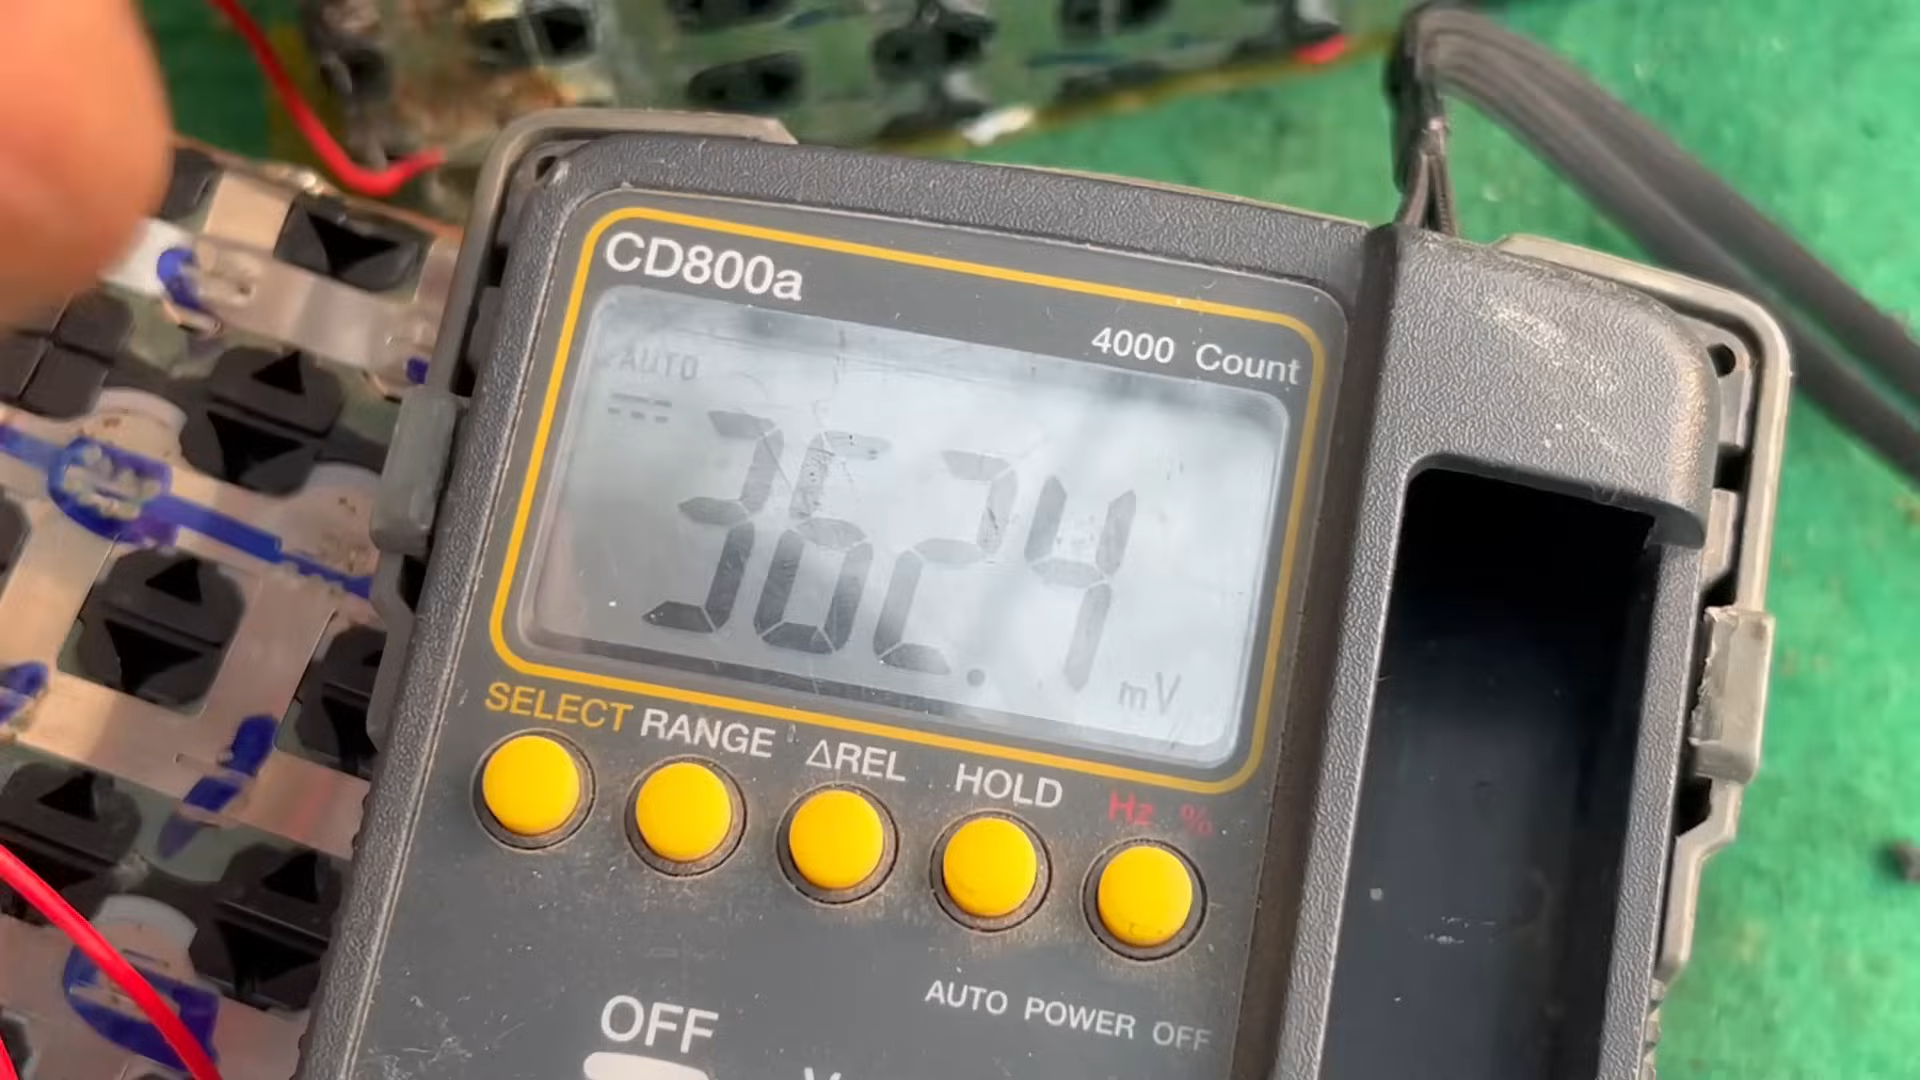 CD800a
4000 Count
AUTO
362.4 mV
SELECT RANGE ΔREL HOLD Hz %
AUTO POWER OFF
OFF